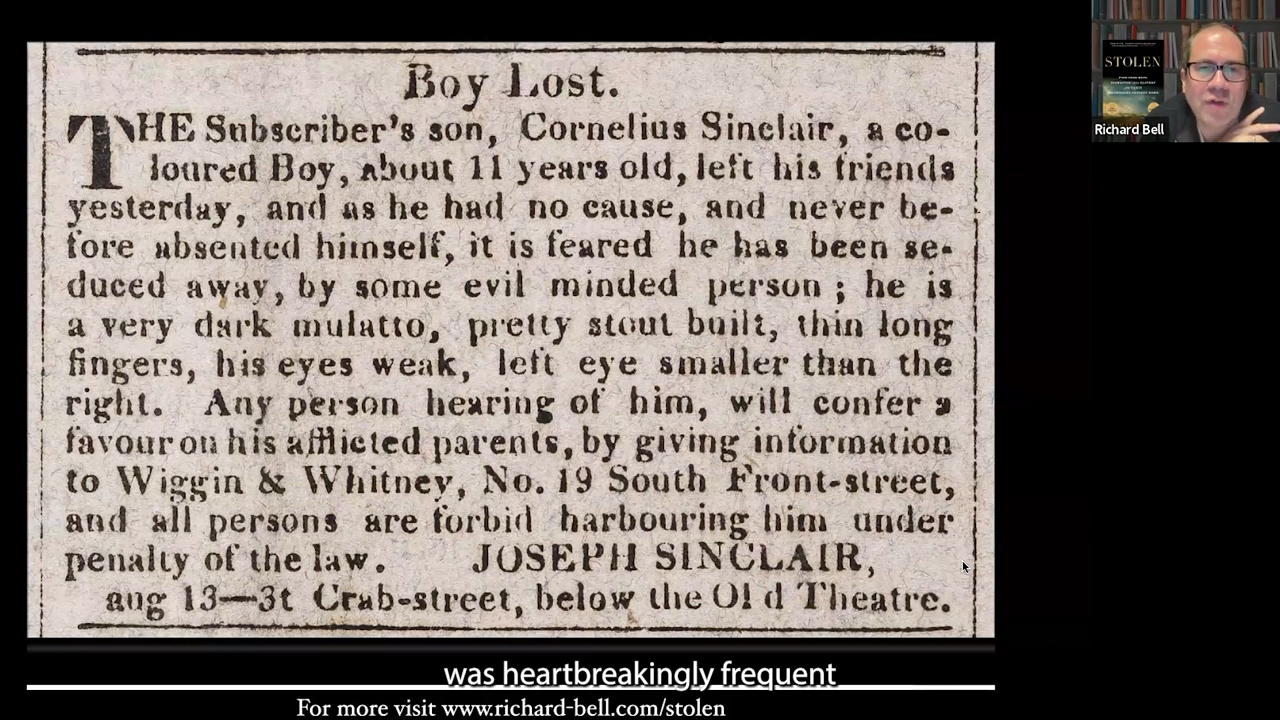 Boy Lost.
THE Subscriber's son, Cornelius Sinclair, a co-
loured Boy, about 11 years old, left his friends
yesterday, and as he had no cause, and never be-
fore absented himself, it is feared he has been se-
duced away, by some evil minded person ; he is
a very dark mulatto, pretty stout built, thin long
fingers, his eyes weak, left eye smaller than the
right. Any person hearing of him, will confer a
favour on his afflicted parents, by giving information
to Wiggin & Whitney, No. 19 South Front-street,
and all persons are forbid harbouring him under
penalty of the law. JOSEPH SINCLAIR,
aug 13—3t Crab-street, below the Old Theatre.
STOLEN
Richard Bell
was heartbreakingly frequent
For more visit www.richard-bell.com/stolen